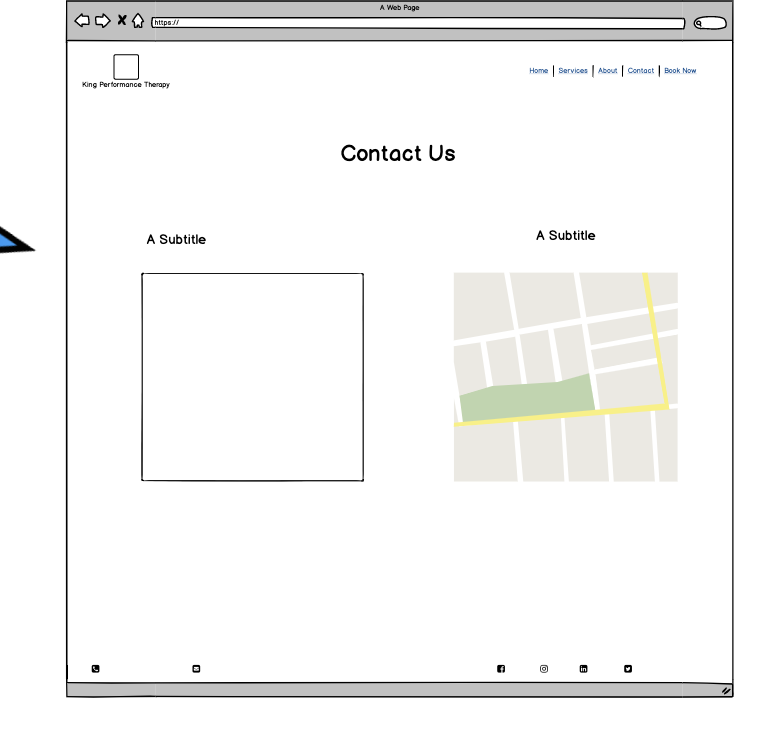 A Web Page
https://
King Performance Therapy
Home | Services | About | Contact | Book Now
Contact Us
A Subtitle
A Subtitle